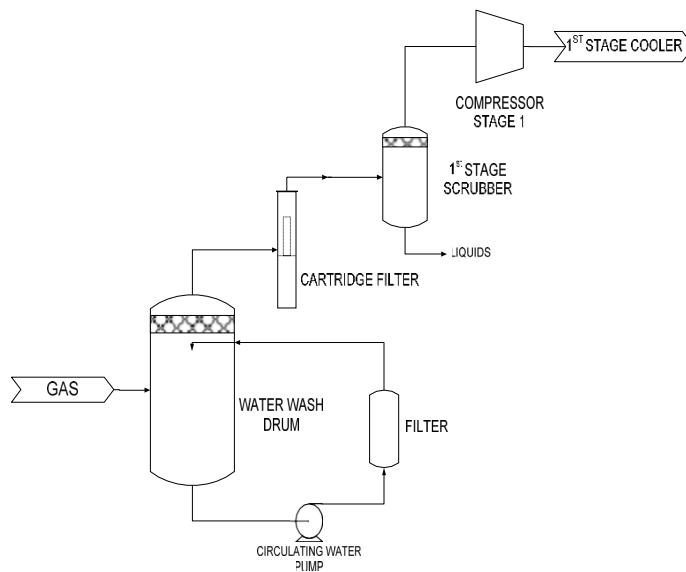 1ST STAGE COOLER
COMPRESSOR
STAGE 1
1ST STAGE
SCRUBBER
LIQUIDS
CARTRIDGE FILTER
GAS
WATER WASH
DRUM
FILTER
CIRCULATING WATER
PUMP